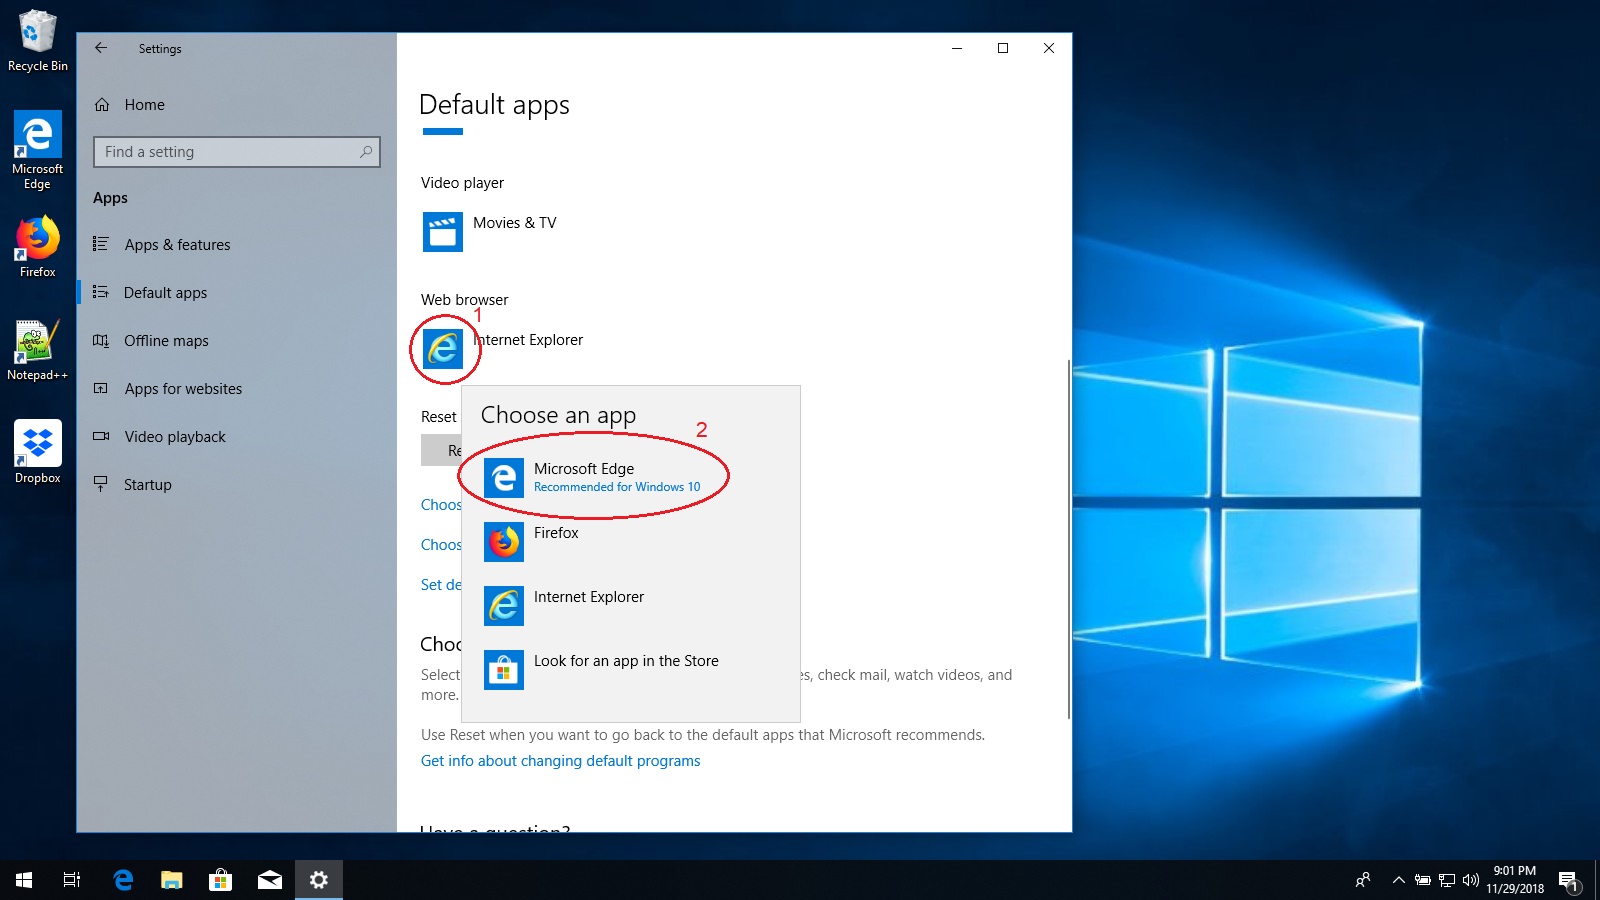 Recycle Bin
Microsoft
Edge
Firefox
Notepad++
Dropbox
Settings
Home
Find a setting
Apps
Apps & features
Default apps
Offline maps
Apps for websites
Video playback
Startup
Default apps
Video player
Movies & TV
Web browser
1
Internet Explorer
Reset
Re
Choos
Choos
Set de
Choose an app
2
Microsoft Edge
Recommended for Windows 10
Firefox
Internet Explorer
Look for an app in the Store
Choo
Select
es, check mail, watch videos, and
more.
Use Reset when you want to go back to the default apps that Microsoft recommends.
Get info about changing default programs
Have a question?
9:01 PM
11/29/2018
1